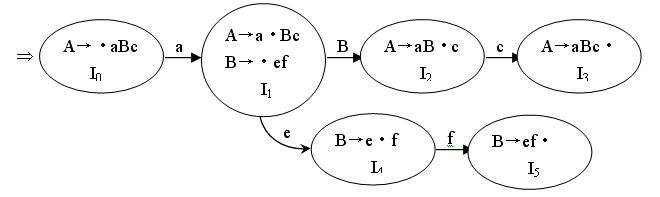 ⇒ A→・aBc
I₀
a
A→a・Bc
B→・ef
I₁
B
A→aB・c
I₂
c
A→aBc・
I₃
e
B→e・f
I₄
f
B→ef・
I₅